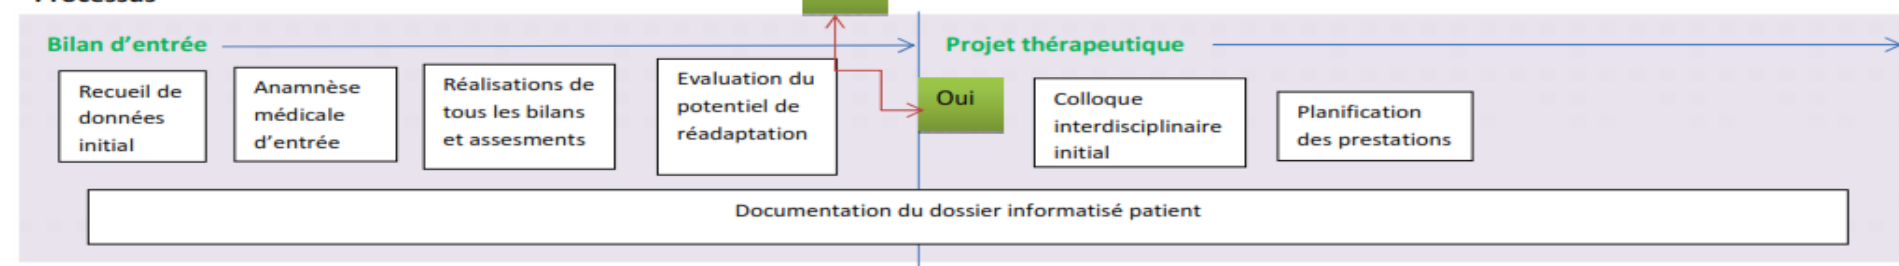 Processus
Bilan d'entrée
Projet thérapeutique
Recueil de
données
initial
Anamnèse
médicale
d'entrée
Réalisations de
tous les bilans
et assesments
Evaluation du
potentiel de
réadaptation
Oui
Colloque
interdisciplinaire
initial
Planification
des prestations
Documentation du dossier informatisé patient